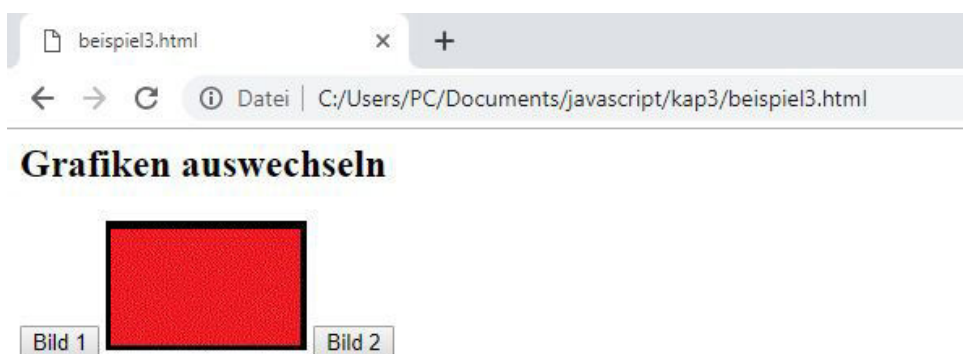 beispiel3.html
Datei | C:/Users/PC/Documents/javascript/kap3/beispiel3.html
Grafiken auswechseln
Bild 1 Bild 2